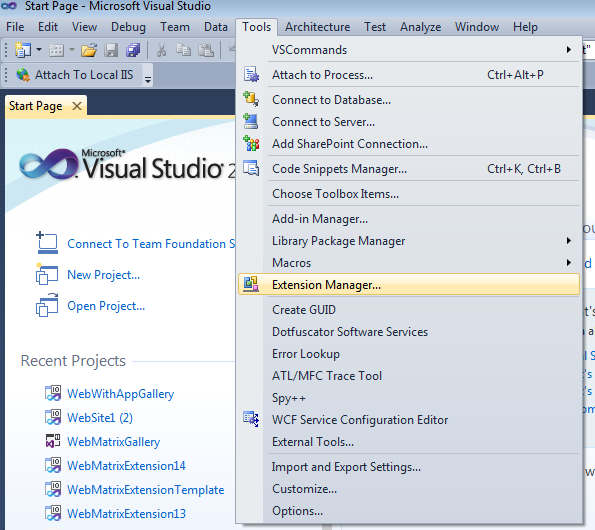 Start Page - Microsoft Visual Studio
File Edit View Debug Team Data Tools Architecture Test Analyze Window Help
Attach To Local IIS
Start Page
Microsoft®
Visual Studio®
Connect To Team Foundation S
New Project...
Open Project...
Recent Projects
WebWithAppGallery
WebSite1 (2)
WebMatrixGallery
WebMatrixExtension14
WebMatrixExtensionTemplate
WebMatrixExtension13
VSCommands
Attach to Process... Ctrl+Alt+P
Connect to Database...
Connect to Server...
Add SharePoint Connection...
Code Snippets Manager... Ctrl+K, Ctrl+B
Choose Toolbox Items...
Add-in Manager...
Library Package Manager
Macros
Extension Manager...
Create GUID
Dotfuscator Software Services
Error Lookup
ATL/MFC Trace Tool
Spy++
WCF Service Configuration Editor
External Tools...
Import and Export Settings...
Customize...
Options...